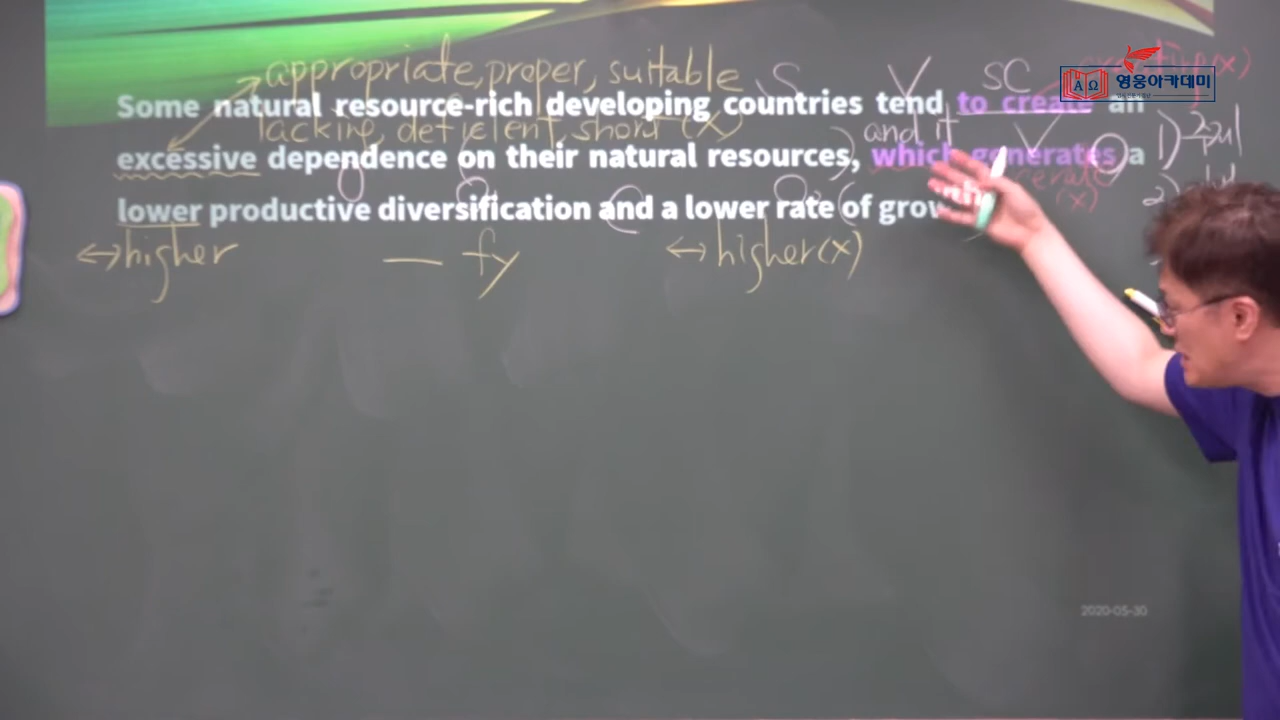 appropriate, proper, suitable S V SC
영웅아카데미
Some natural resource-rich developing countries tend to create an
lacking, deficient, short (X) and it V 1)
excessive dependence on their natural resources, which generates a
(x) 2)
lower productive diversification and a lower rate of
↔higher — fy ↔higher(x)
2020-05-30